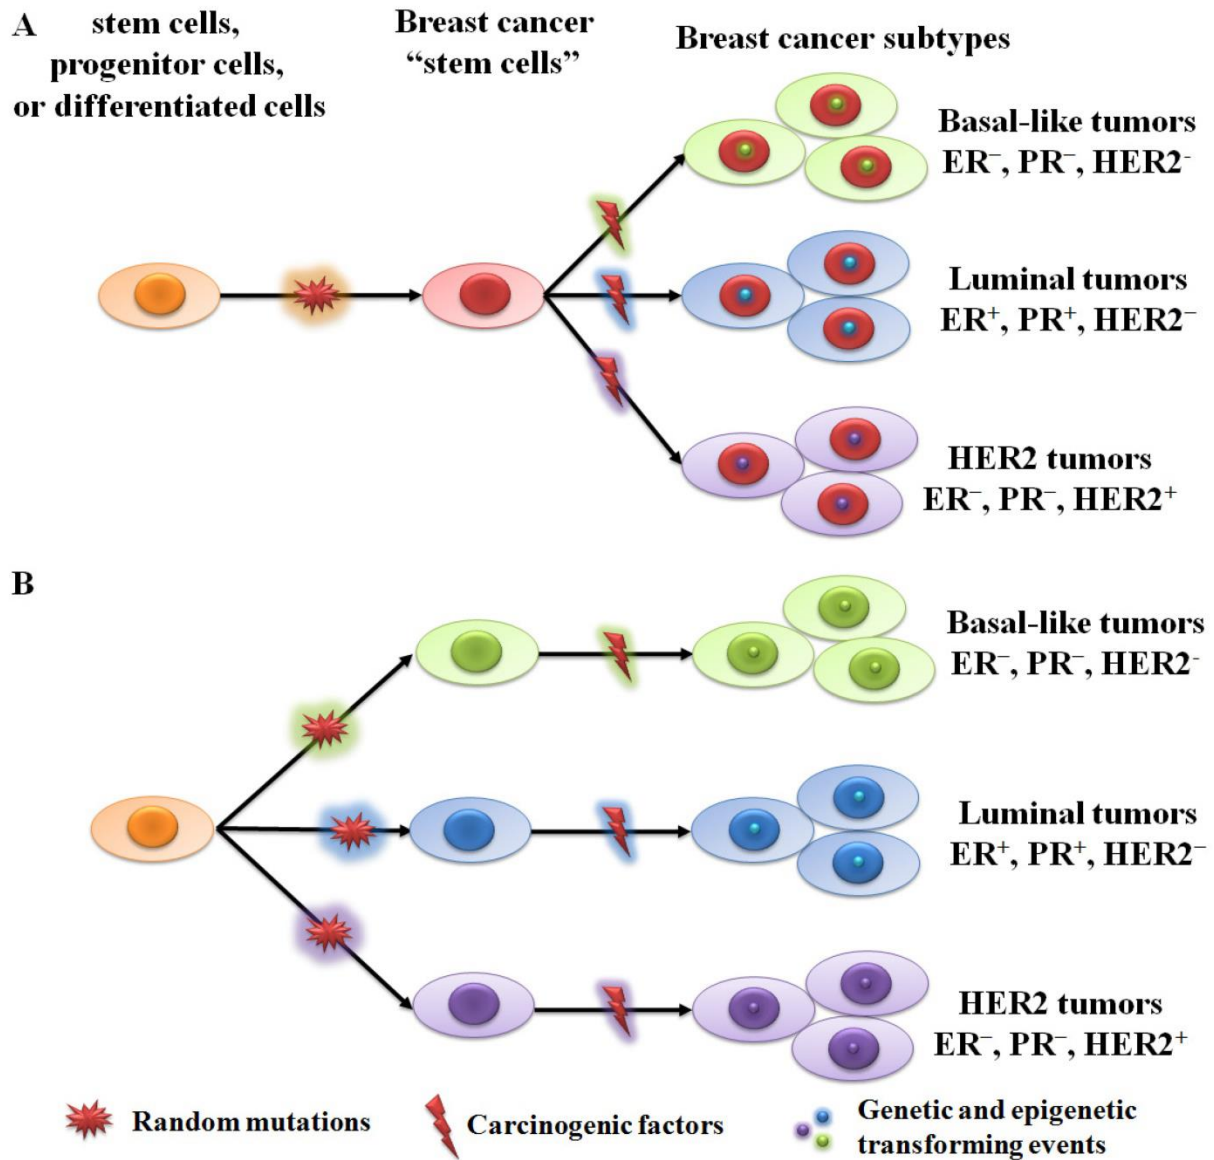 A
stem cells,
progenitor cells,
or differentiated cells
Breast cancer
“stem cells”
Breast cancer subtypes
Basal-like tumors
ER⁻, PR⁻, HER2⁻
Luminal tumors
ER⁺, PR⁺, HER2⁻
HER2 tumors
ER⁻, PR⁻, HER2⁺
B
Basal-like tumors
ER⁻, PR⁻, HER2⁻
Luminal tumors
ER⁺, PR⁺, HER2⁻
HER2 tumors
ER⁻, PR⁻, HER2⁺
Random mutations
Carcinogenic factors
Genetic and epigenetic
transforming events